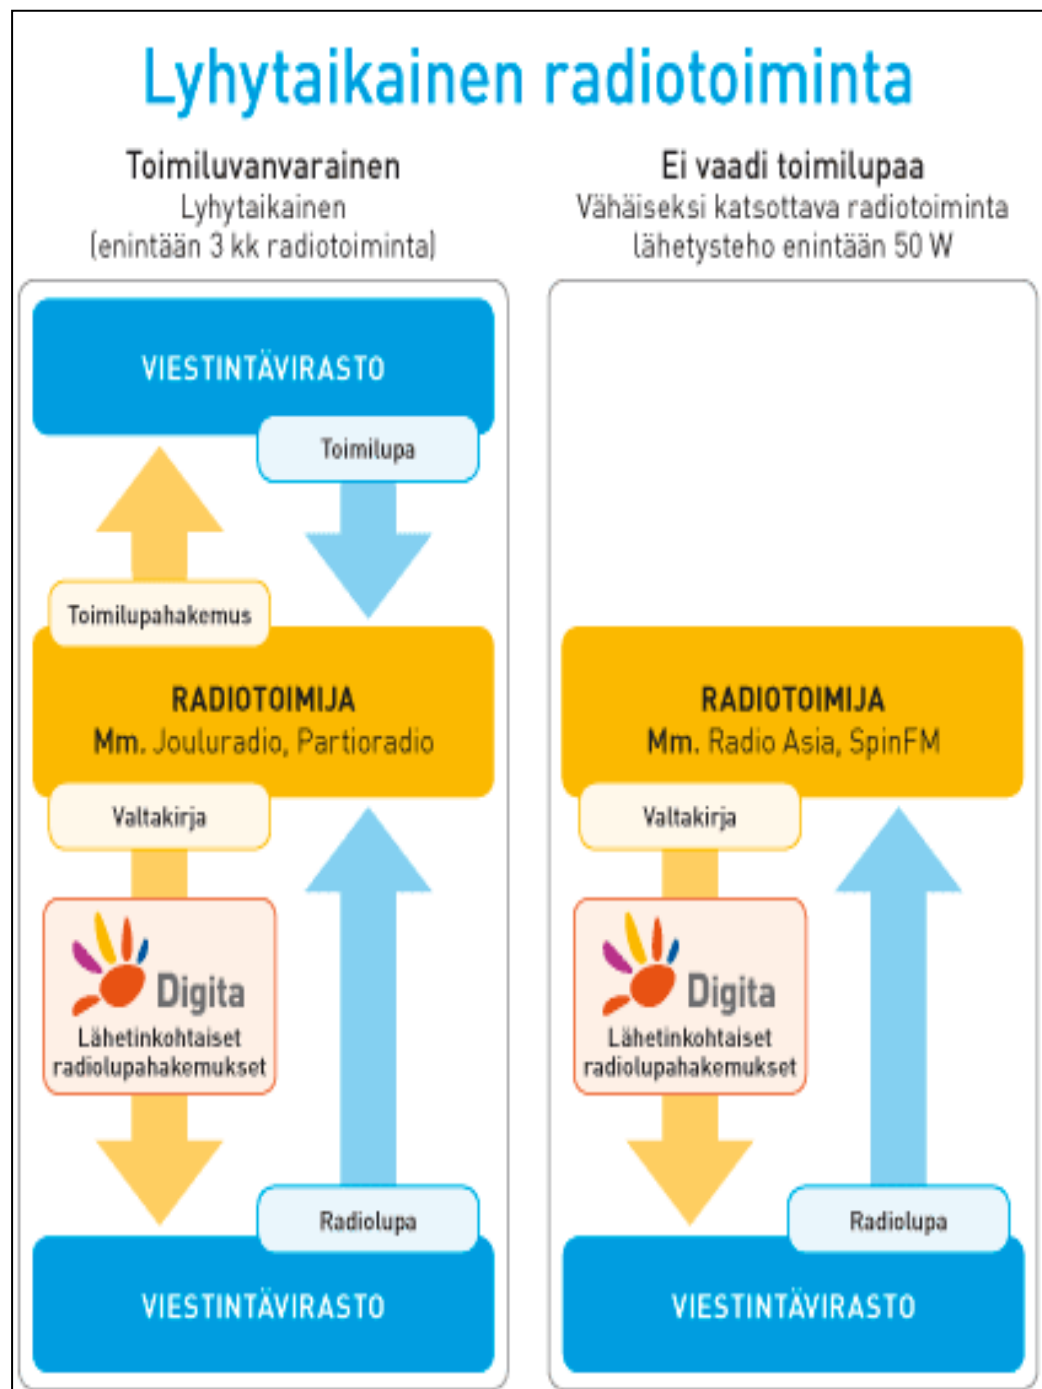 Lyhytaikainen radiotoiminta
Toimiluvanvarainen
Lyhytaikainen
(enintään 3 kk radiotoiminta)
VIESTINTÄVIRASTO
Toimilupa
Toimilupahakemus
RADIOTOIMIJA
Mm. Jouluradio, Partioradio
Valtakirja
Digita
Lähetinkohtaiset
radiolupahakemukset
Radiolupa
VIESTINTÄVIRASTO
Ei vaadi toimilupaa
Vähäiseksi katsottava radiotoiminta
lähetysteho enintään 50 W
RADIOTOIMIJA
Mm. Radio Asia, SpinFM
Valtakirja
Digita
Lähetinkohtaiset
radiolupahakemukset
Radiolupa
VIESTINTÄVIRASTO